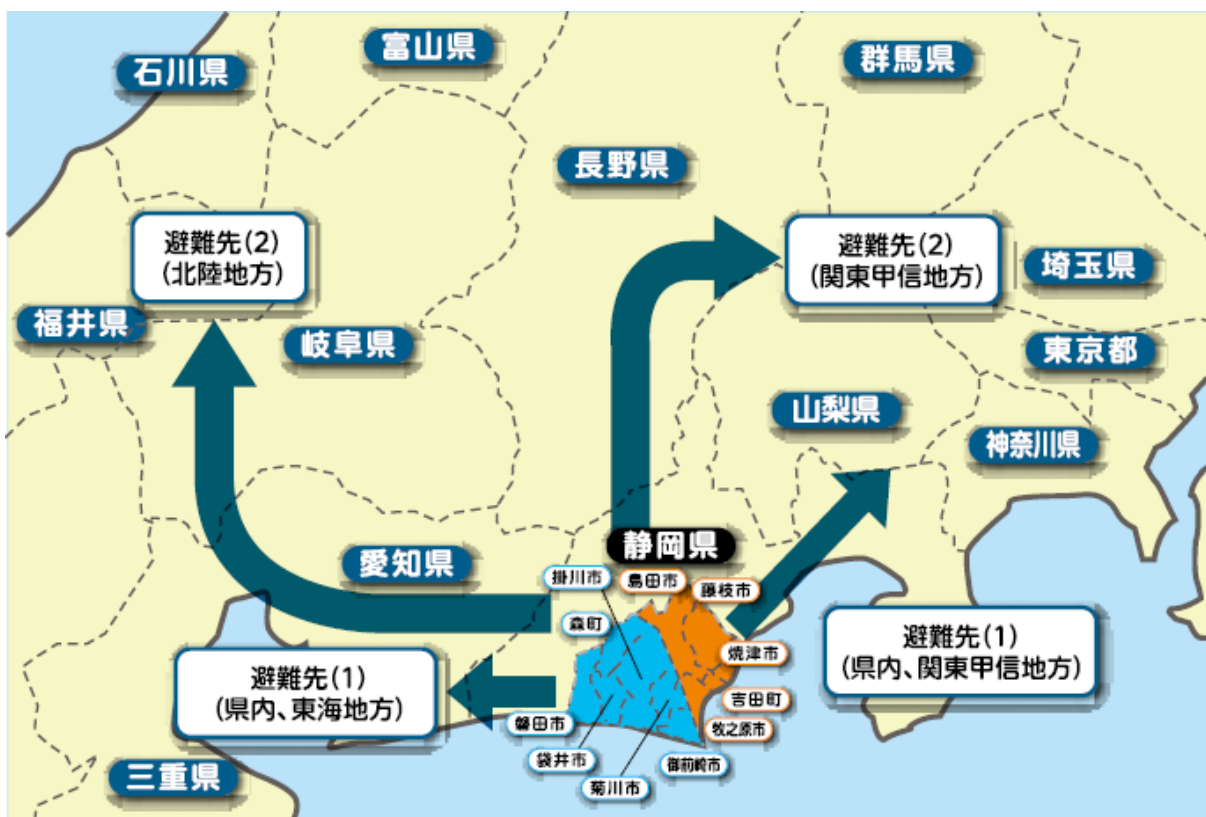 富山県
群馬県
石川県
長野県
避難先(2)
(北陸地方)
避難先(2)
(関東甲信地方)
埼玉県
福井県
岐阜県
東京都
山梨県
神奈川県
静岡県
愛知県
掛川市
島田市
藤枝市
森町
避難先(1)
(県内、関東甲信地方)
焼津市
避難先(1)
(県内、東海地方)
吉田町
磐田市
牧之原市
袋井市
御前崎市
菊川市
三重県